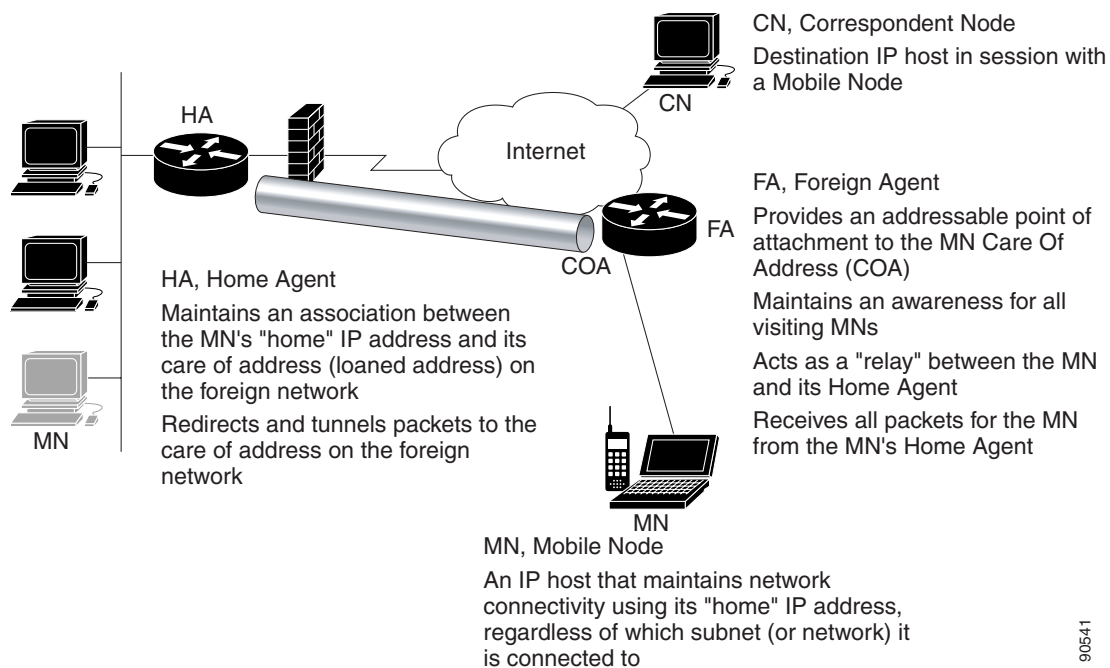 CN, Correspondent Node
Destination IP host in session with
a Mobile Node
CN
HA
Internet
FA
COA
FA, Foreign Agent
Provides an addressable point of
attachment to the MN Care Of
Address (COA)
Maintains an awareness for all
visiting MNs
Acts as a "relay" between the MN
and its Home Agent
Receives all packets for the MN
from the MN's Home Agent
HA, Home Agent
Maintains an association between
the MN's "home" IP address and its
care of address (loaned address) on
the foreign network
Redirects and tunnels packets to the
care of address on the foreign
network
MN
MN
MN, Mobile Node
An IP host that maintains network
connectivity using its "home" IP address,
regardless of which subnet (or network) it
is connected to
90541